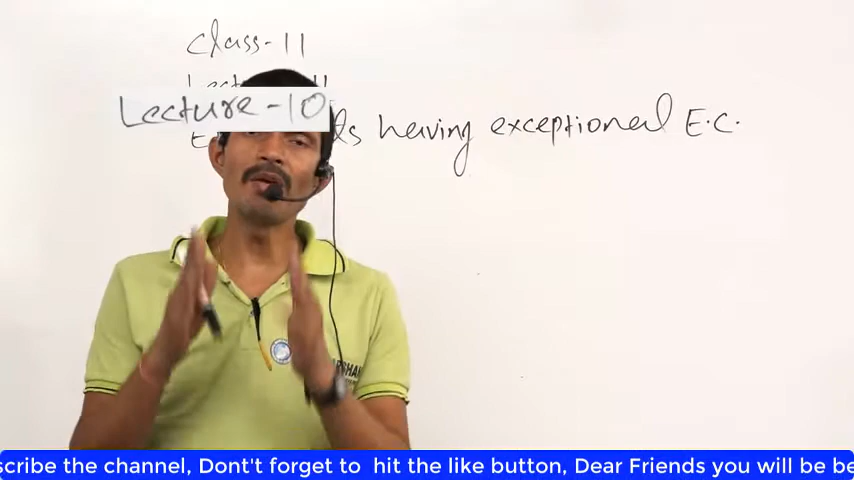 Class-11
Lecture-10
having exceptional E.C.
scribe the channel, Dont't forget to hit the like button, Dear Friends you will be be